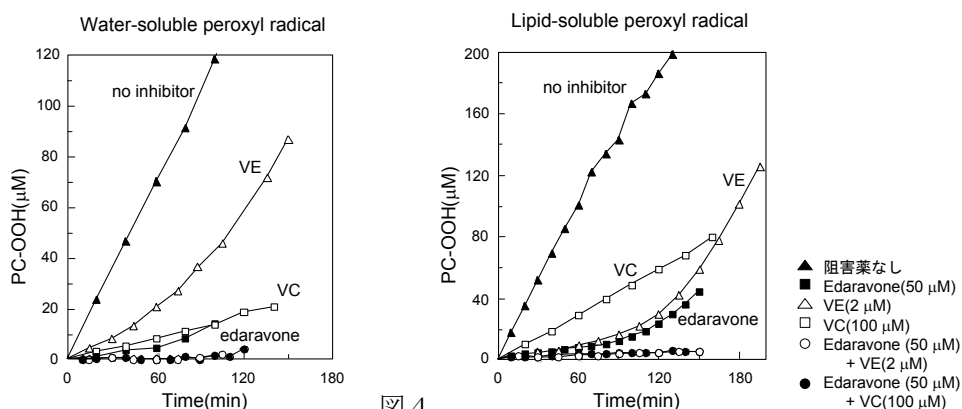 Water-soluble peroxyl radical
120
100
80
60
40
20
0
PC-OOH(μM)
no inhibitor
VE
VC
edaravone
0
60
120
180
Time(min)
図 4
Lipid-soluble peroxyl radical
200
160
120
80
40
0
PC-OOH(μM)
no inhibitor
VE
VC
edaravone
0
60
120
180
Time(min)
阻害薬なし
Edaravone(50 μM)
VE(2 μM)
VC(100 μM)
Edaravone (50 μM)
+ VE(2 μM)
Edaravone (50 μM)
+ VC(100 μM)